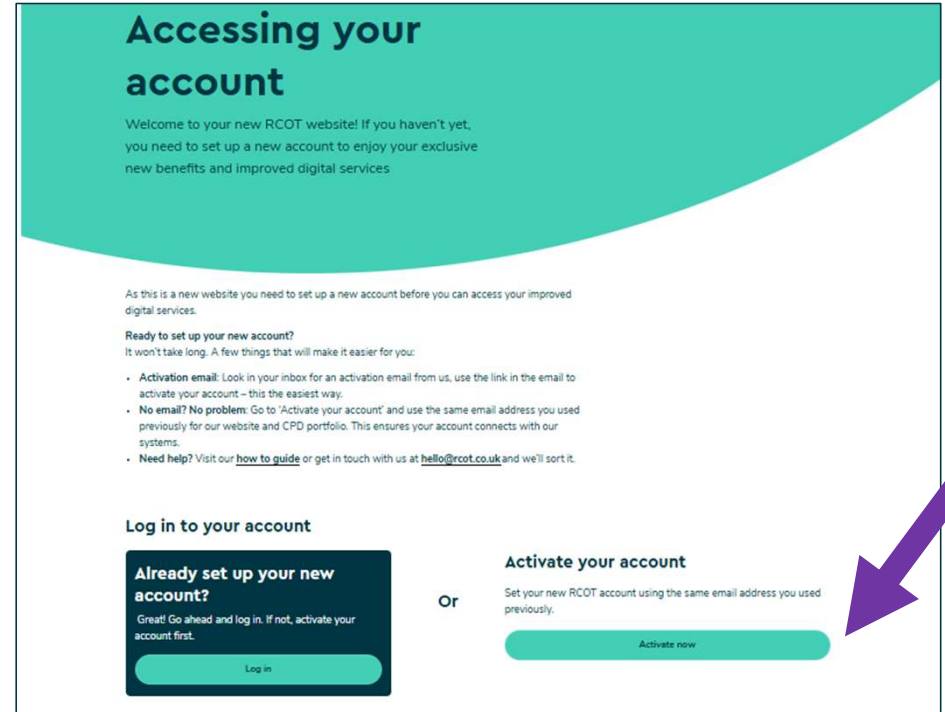 Accessing your
account
Welcome to your new RCOT website! If you haven't yet,
you need to set up a new account to enjoy your exclusive
new benefits and improved digital services
As this is a new website you need to set up a new account before you can access your improved
digital services.
Ready to set up your new account?
It won't take long. A few things that will make it easier for you:
• Activation email: Look in your inbox for an activation email from us, use the link in the email to
activate your account – this the easiest way.
• No email? No problem: Go to 'Activate your account' and use the same email address you used
previously for our website and CPD portfolio. This ensures your account connects with our
systems.
• Need help? Visit our how to guide or get in touch with us at hello@rcot.co.uk and we'll sort it.
Log in to your account
Already set up your new
account?
Great! Go ahead and log in. If not, activate your
account first.
Log in
Or
Activate your account
Set your new RCOT account using the same email address you used
previously.
Activate now